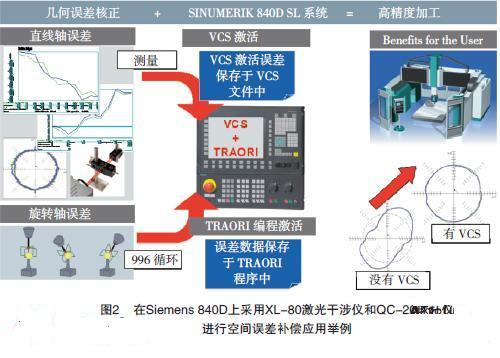 几何误差核正 + SINUMERIK 840D SL 系统 = 高精度加工
直线轴误差
测量
VCS 激活
VCS 激活误差
保存于 VCS
文件中
VCS
+
TRAORI
Benefits for the User
旋转轴误差
996 循环
TRAORI 编程激活
误差数据保存
于 TRAORI
程序中
有 VCS
没有 VCS
图2 在Siemens 840D上采用XL-80激光干涉仪和QC-20
进行空间误差补偿应用举例